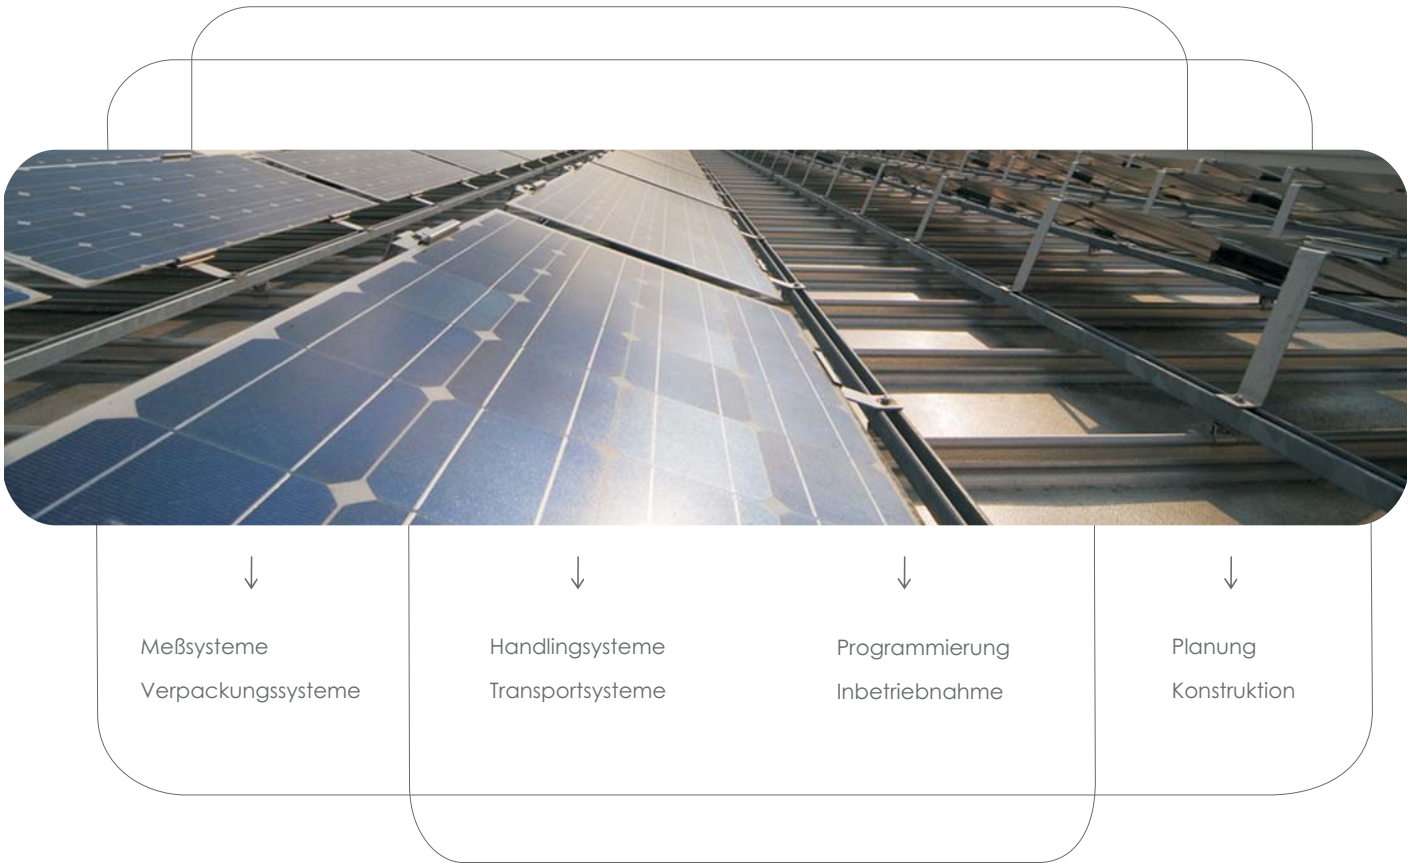 Meßsysteme
Verpackungssysteme
Handlingsysteme
Transportsysteme
Programmierung
Inbetriebnahme
Planung
Konstruktion